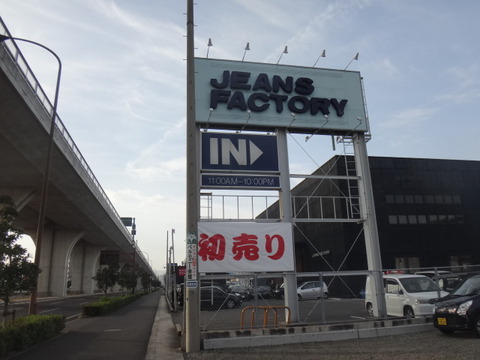 JEANS
FACTORY
IN
11:00AM-10:00PM
初売り